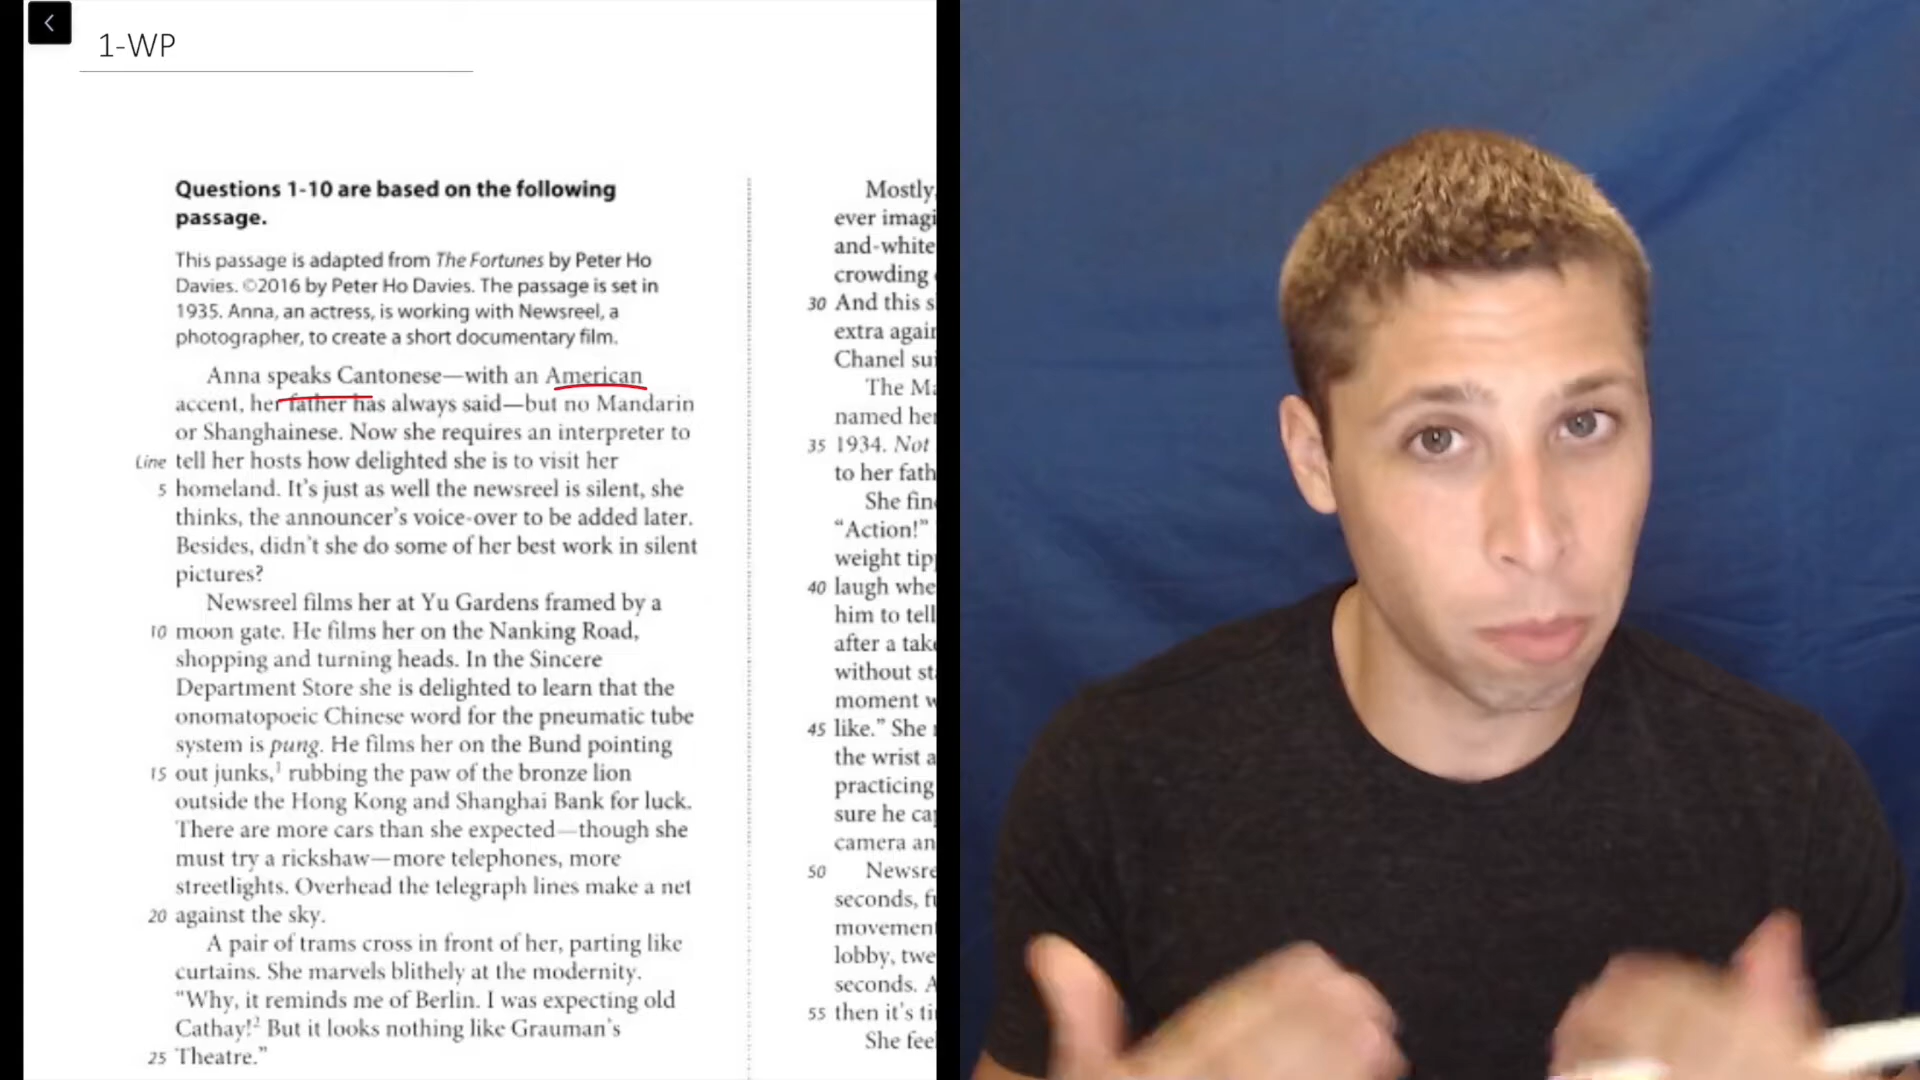 1-WP
Questions 1-10 are based on the following
passage.
This passage is adapted from The Fortunes by Peter Ho
Davies. ©2016 by Peter Ho Davies. The passage is set in
1935. Anna, an actress, is working with Newsreel, a
photographer, to create a short documentary film.
Anna speaks Cantonese—with an American
accent, her father has always said—but no Mandarin
or Shanghainese. Now she requires an interpreter to
Line tell her hosts how delighted she is to visit her
5 homeland. It's just as well the newsreel is silent, she
thinks, the announcer's voice-over to be added later.
Besides, didn't she do some of her best work in silent
pictures?
Newsreel films her at Yu Gardens framed by a
10 moon gate. He films her on the Nanking Road,
shopping and turning heads. In the Sincere
Department Store she is delighted to learn that the
onomatopoeic Chinese word for the pneumatic tube
system is pung. He films her on the Bund pointing
15 out junks,1 rubbing the paw of the bronze lion
outside the Hong Kong and Shanghai Bank for luck.
There are more cars than she expected—though she
must try a rickshaw—more telephones, more
streetlights. Overhead the telegraph lines make a net
20 against the sky.
A pair of trams cross in front of her, parting like
curtains. She marvels blithely at the modernity.
"Why, it reminds me of Berlin. I was expecting old
Cathay!2 But it looks nothing like Grauman's
25 Theatre."
Mostly,
ever imagi
and-white
crowding
30 And this s
extra again
Chanel sui
The Ma
named her
35 1934. Not
to her fath
She fin
"Action!"
weight tip
40 laugh whe
him to tell
after a take
without sta
moment w
45 like." She
the wrist a
practicing
sure he cap
camera an
50 Newsre
seconds, fu
movement
lobby, twe
seconds. A
55 then it's ti
She feel